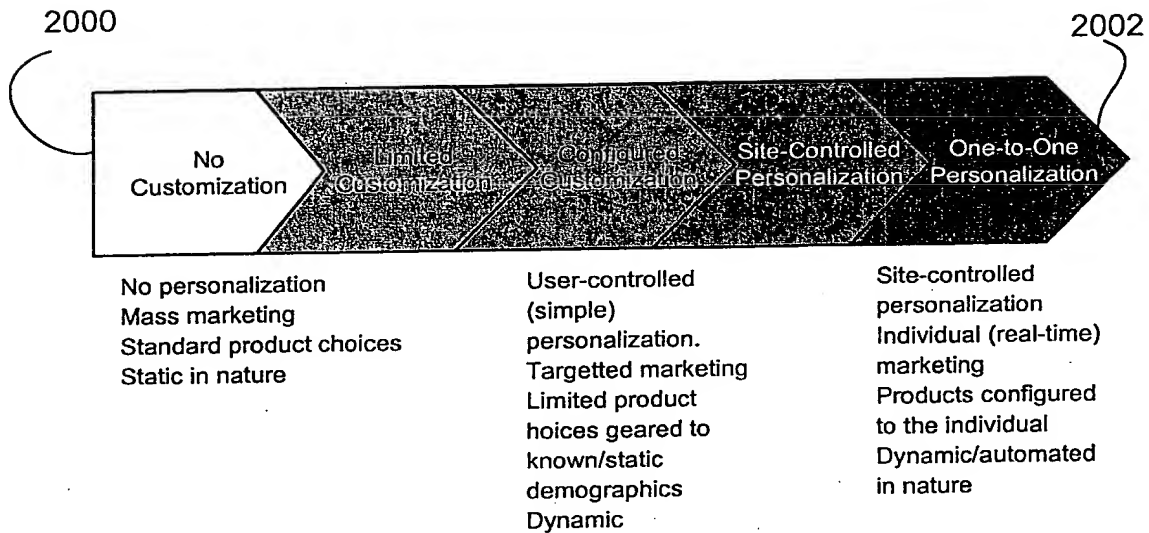 2000
2002
No
Customization
Limited
Customization
Configured
Customization
Site-Controlled
Personalization
One-to-One
Personalization
No personalization
Mass marketing
Standard product choices
Static in nature
User-controlled
(simple)
personalization.
Targetted marketing
Limited product
hoices geared to
known/static
demographics
Dynamic
Site-controlled
personalization
Individual (real-time)
marketing
Products configured
to the individual
Dynamic/automated
in nature